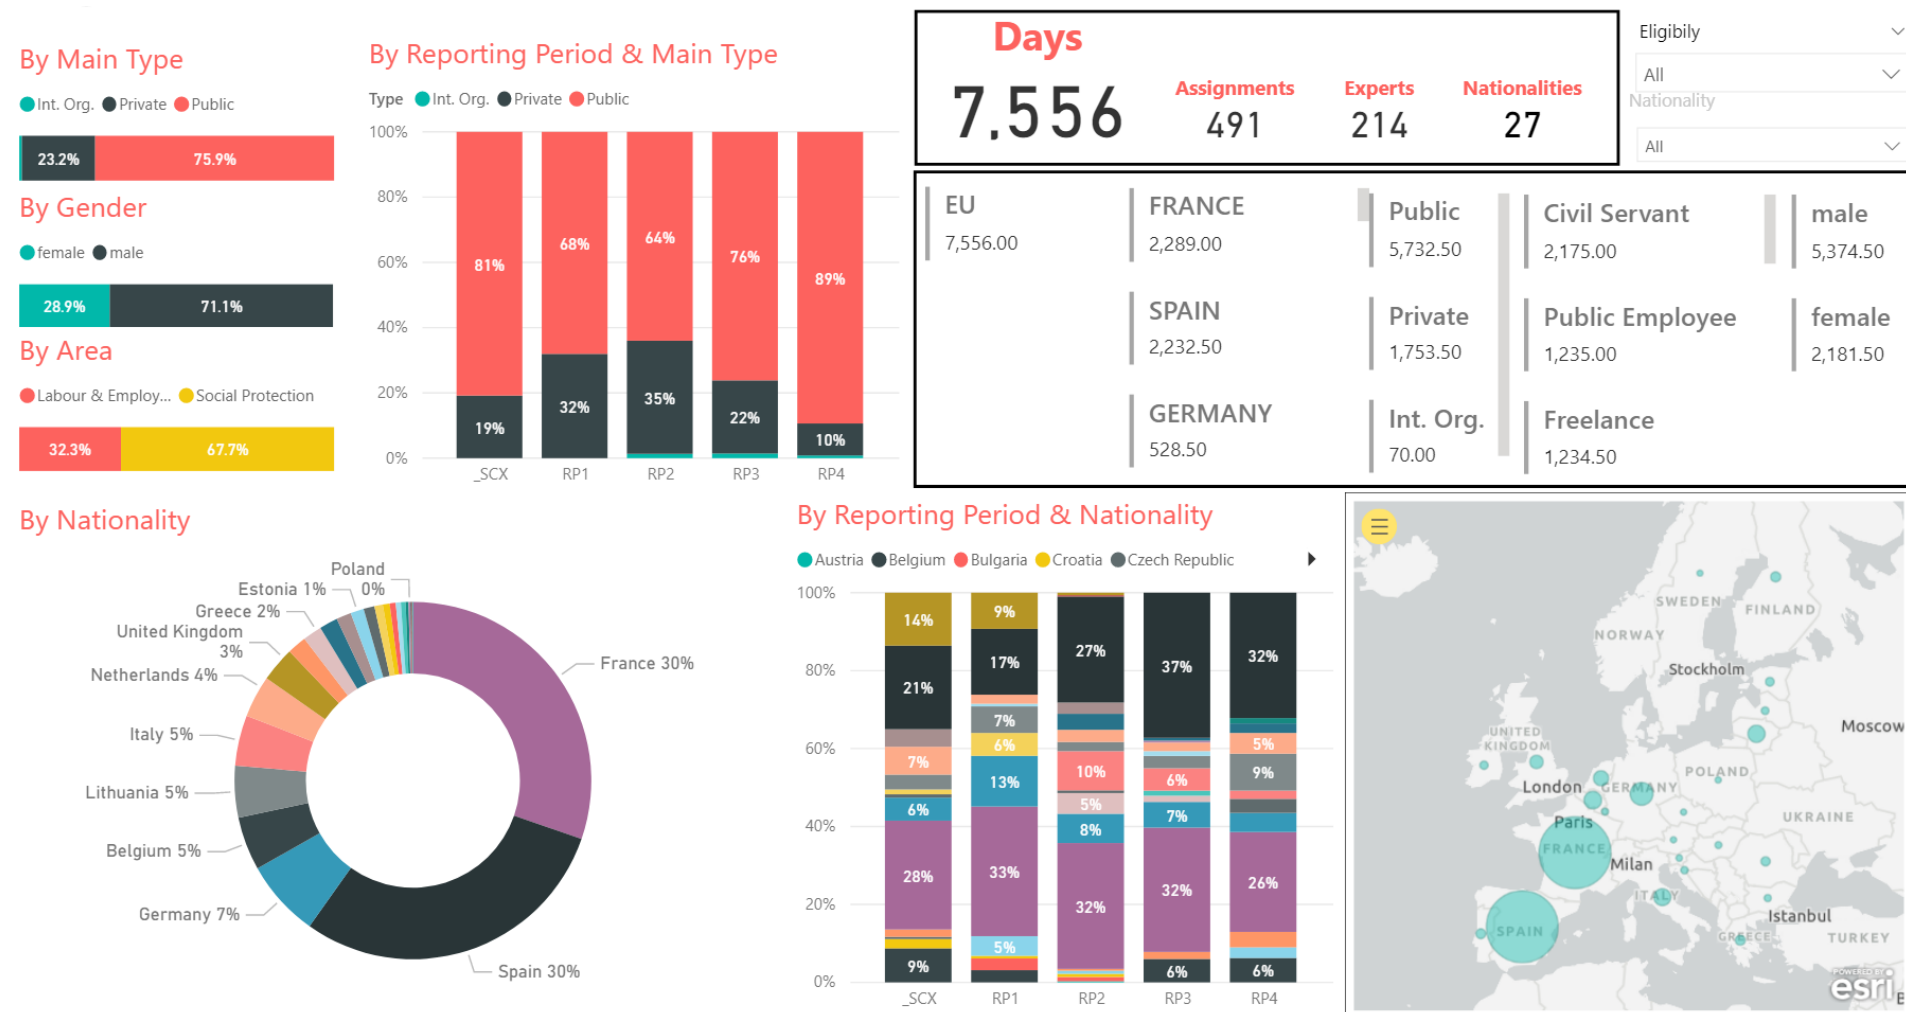 By Main Type
Int. Org. Private Public
23.2% 75.9%
By Gender
female male
28.9% 71.1%
By Area
Labour & Employ... Social Protection
32.3% 67.7%
By Reporting Period & Main Type
Type Int. Org. Private Public
100%
80%
60%
40%
20%
0%
81% 68% 64% 76% 89%
19% 32% 35% 22% 10%
_SCX RP1 RP2 RP3 RP4
Days
7,556
Assignments
491
Experts
214
Nationalities
27
Eligibily
All
Nationality
All
EU
7,556.00
FRANCE
2,289.00
SPAIN
2,232.50
GERMANY
528.50
Public
5,732.50
Private
1,753.50
Int. Org.
70.00
Civil Servant
2,175.00
Public Employee
1,235.00
Freelance
1,234.50
male
5,374.50
female
2,181.50
By Nationality
Poland
0%
Estonia 1%
Greece 2%
United Kingdom
3%
Netherlands 4%
Italy 5%
Lithuania 5%
Belgium 5%
Germany 7%
Spain 30%
France 30%
By Reporting Period & Nationality
Austria Belgium Bulgaria Croatia Czech Republic
100%
80%
60%
40%
20%
0%
14%
21%
7%
6%
28%
9%
_SCX
9%
17%
7%
6%
13%
33%
5%
RP1
27%
10%
5%
8%
32%
RP2
37%
6%
7%
32%
6%
RP3
32%
5%
9%
26%
6%
RP4
SWEDEN
FINLAND
NORWAY
Stockholm
Moscow
UNITED
KINGDOM
POLAND
London
GERMANY
UKRAINE
Paris
FRANCE
Milan
ITALY
Istanbul
SPAIN
GREECE
TURKEY
POWERED BY
esri
E